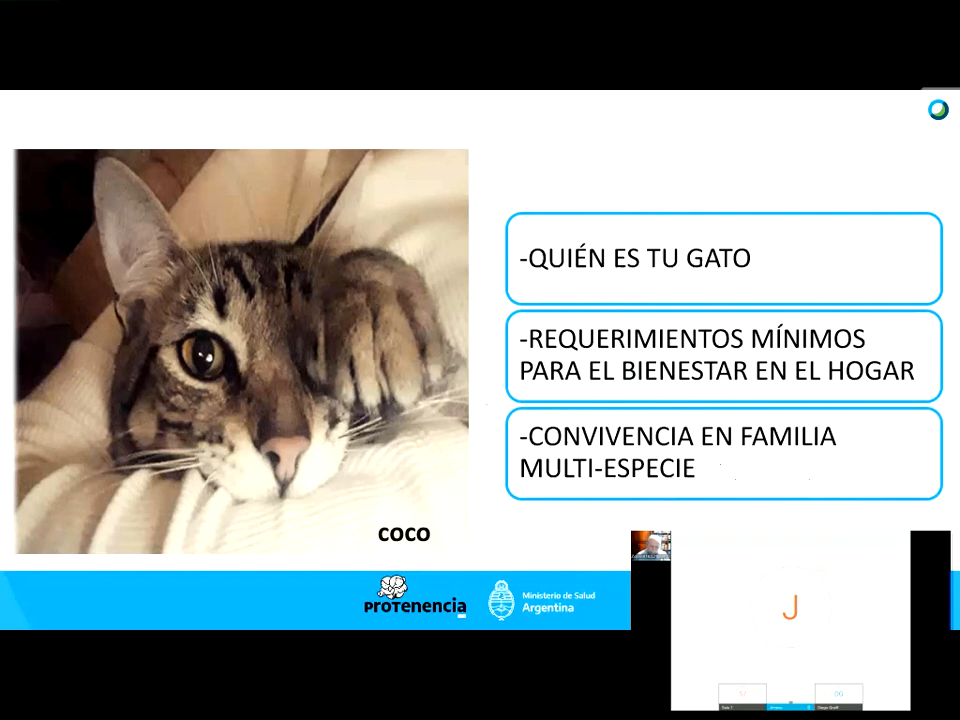 -QUIÉN ES TU GATO
-REQUERIMIENTOS MÍNIMOS
PARA EL BIENESTAR EN EL HOGAR
-CONVIVENCIA EN FAMILIA
MULTI-ESPECIE
coco
PROTenencia
Ministerio de Salud
Argentina
J